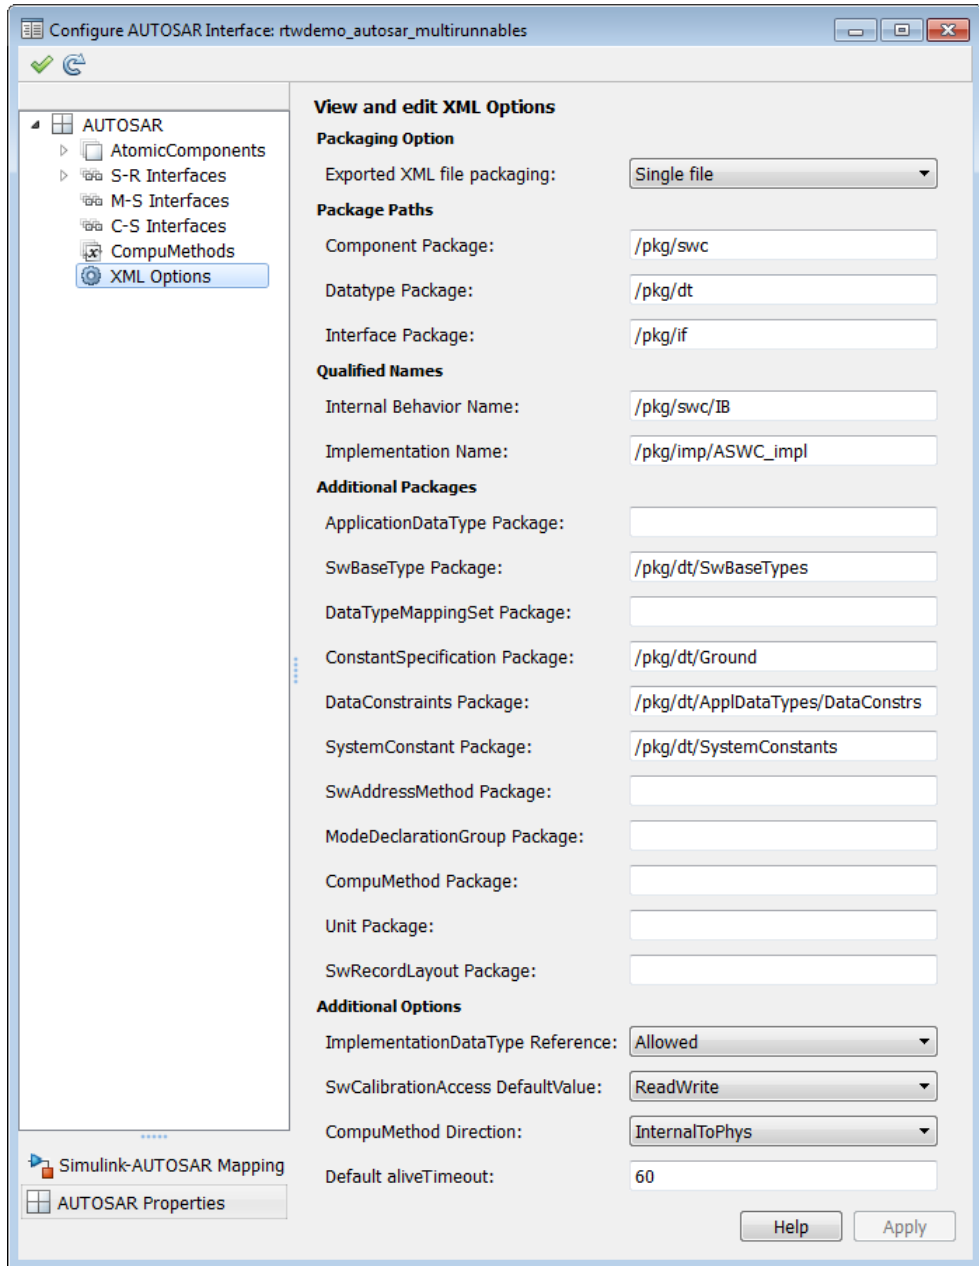 Configure AUTOSAR Interface: rtwdemo_autosar_multirunnables
AUTOSAR
AtomicComponents
S-R Interfaces
M-S Interfaces
C-S Interfaces
CompuMethods
XML Options
Simulink-AUTOSAR Mapping
AUTOSAR Properties
View and edit XML Options
Packaging Option
Exported XML file packaging: Single file
Package Paths
Component Package: /pkg/swc
Datatype Package: /pkg/dt
Interface Package: /pkg/if
Qualified Names
Internal Behavior Name: /pkg/swc/IB
Implementation Name: /pkg/imp/ASWC_impl
Additional Packages
ApplicationDataType Package:
SwBaseType Package: /pkg/dt/SwBaseTypes
DataTypeMappingSet Package:
ConstantSpecification Package: /pkg/dt/Ground
DataConstraints Package: /pkg/dt/ApplDataTypes/DataConstrs
SystemConstant Package: /pkg/dt/SystemConstants
SwAddressMethod Package:
ModeDeclarationGroup Package:
CompuMethod Package:
Unit Package:
SwRecordLayout Package:
Additional Options
ImplementationDataType Reference: Allowed
SwCalibrationAccess DefaultValue: ReadWrite
CompuMethod Direction: InternalToPhys
Default aliveTimeout: 60
Help Apply